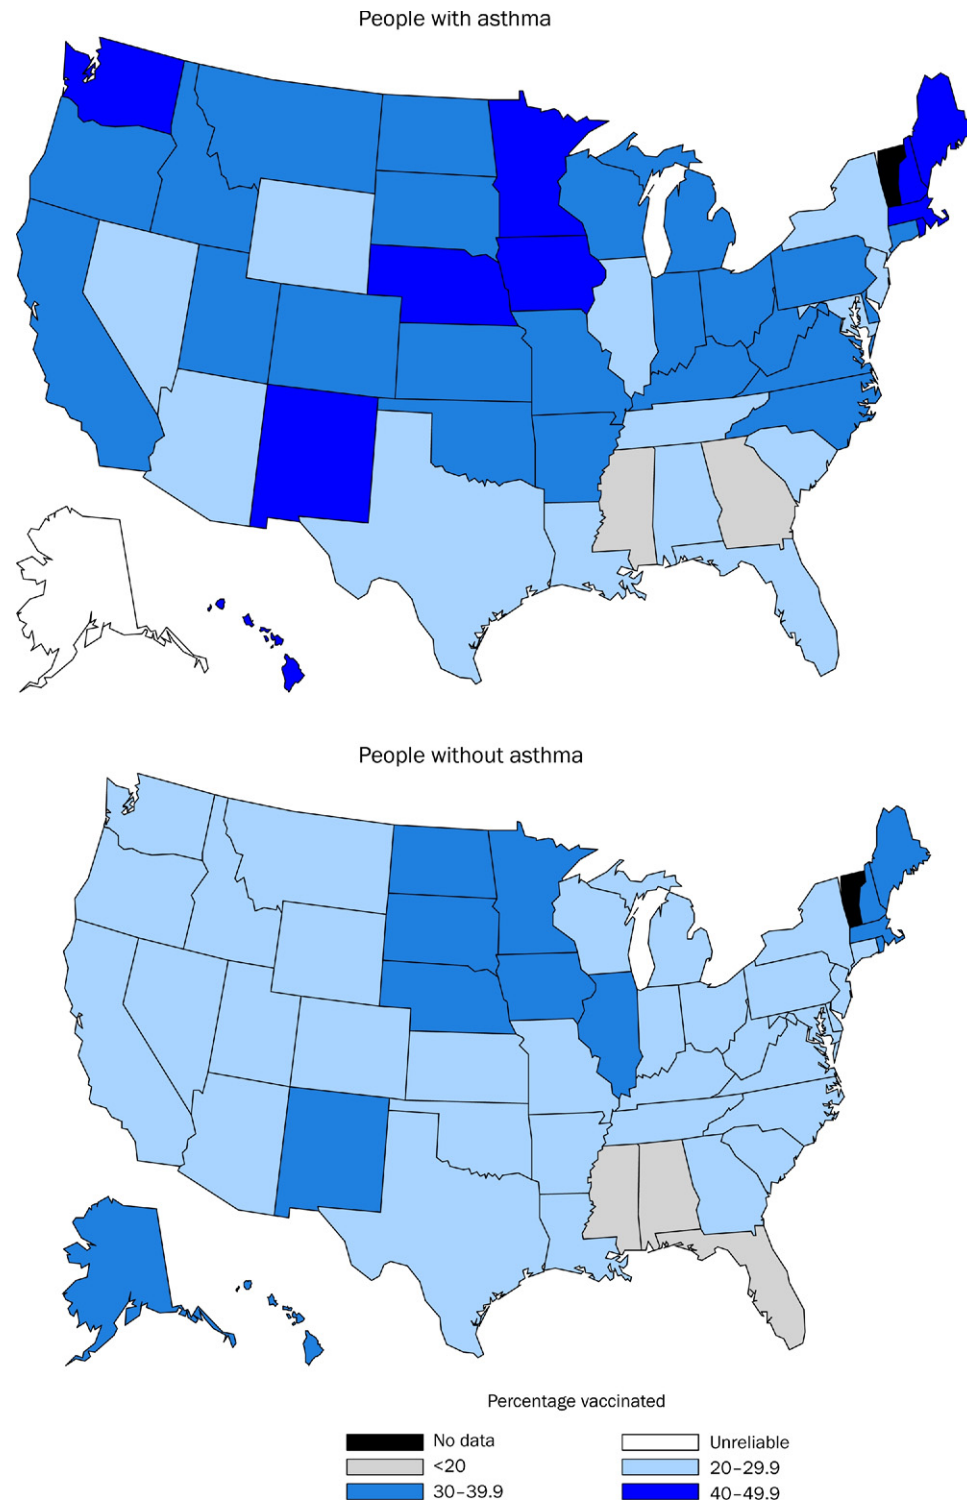 People with asthma
People without asthma
Percentage vaccinated
No data
Unreliable
<20
20–29.9
30–39.9
40–49.9